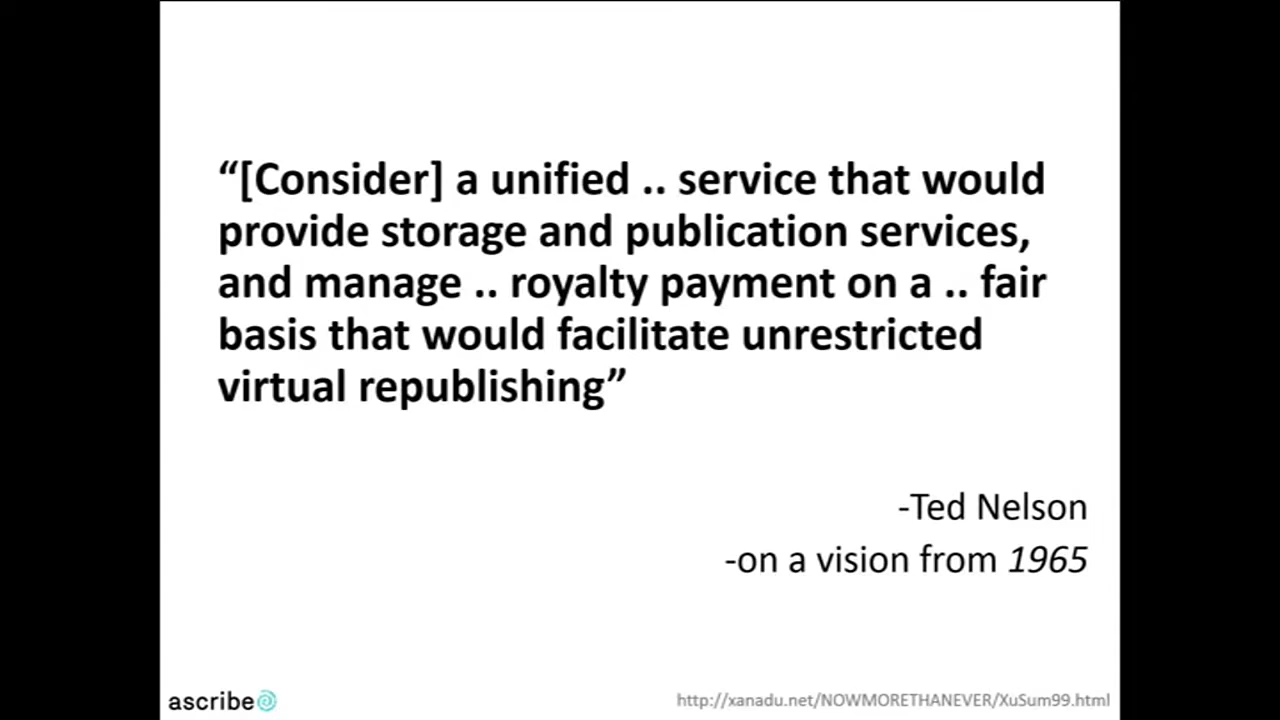 “[Consider] a unified .. service that would
provide storage and publication services,
and manage .. royalty payment on a .. fair
basis that would facilitate unrestricted
virtual republishing”
-Ted Nelson
-on a vision from 1965
ascribe
http://xanadu.net/NOWMORETHANEVER/XuSum99.html